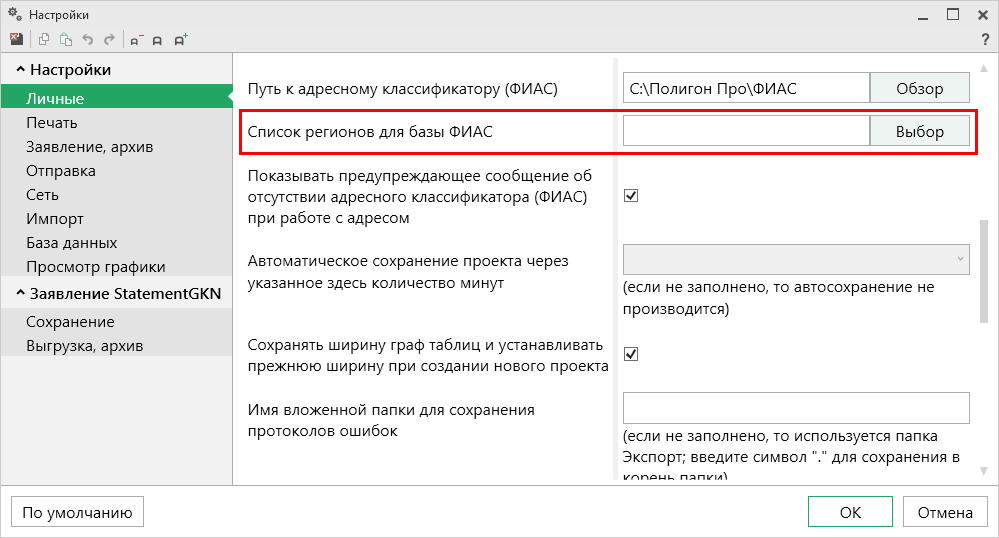 Настройки
A− A A+ ?
Настройки
Личные
Печать
Заявление, архив
Отправка
Сеть
Импорт
База данных
Просмотр графики
Заявление StatementGKN
Сохранение
Выгрузка, архив
Путь к адресному классификатору (ФИАС)
C:\Полигон Про\ФИАС
Обзор
Список регионов для базы ФИАС
Выбор
Показывать предупреждающее сообщение об
отсутствии адресного классификатора (ФИАС)
при работе с адресом
Автоматическое сохранение проекта через
указанное здесь количество минут
(если не заполнено, то автосохранение не
производится)
Сохранять ширину граф таблиц и устанавливать
прежнюю ширину при создании нового проекта
Имя вложенной папки для сохранения
протоколов ошибок
(если не заполнено, то используется папка
Экспорт; введите символ "." для сохранения в
корень папки)
По умолчанию
OK
Отмена